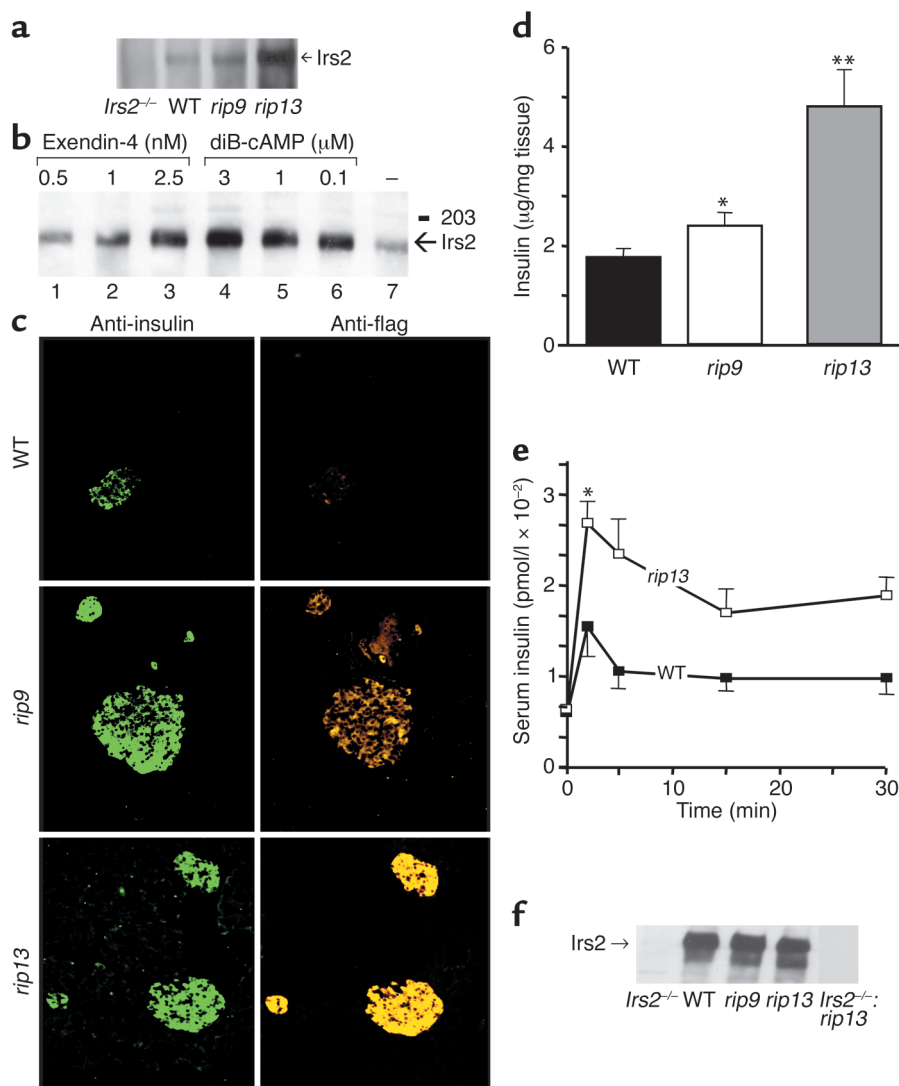 a
← Irs2
Irs2–/– WT rip9 rip13
b
Exendin-4 (nM) diB-cAMP (μM)
0.5 1 2.5 3 1 0.1 –
203
← Irs2
1 2 3 4 5 6 7
c
Anti-insulin Anti-flag
WT
rip9
rip13
d
Insulin (μg/mg tissue)
6
4
2
0
*
**
WT rip9 rip13
e
Serum insulin (pmol/l × 10–2)
3
2
1
0
*
rip13
WT
0 10 20 30
Time (min)
f
Irs2 →
Irs2–/– WT rip9 rip13 Irs2–/–:
rip13